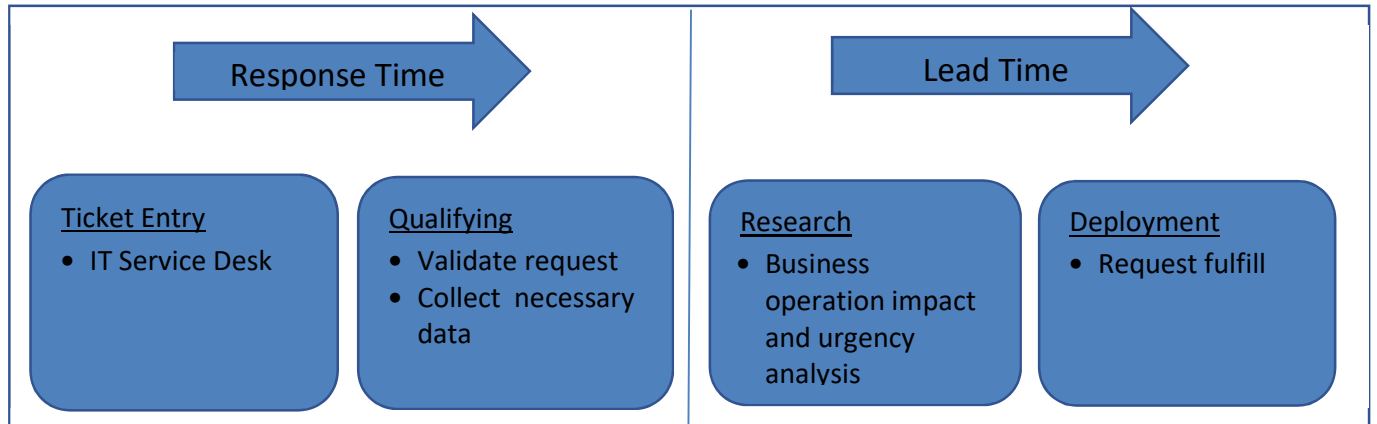 Response Time
Lead Time
Ticket Entry
• IT Service Desk
Qualifying
• Validate request
• Collect necessary
data
Research
• Business
operation impact
and urgency
analysis
Deployment
• Request fulfill